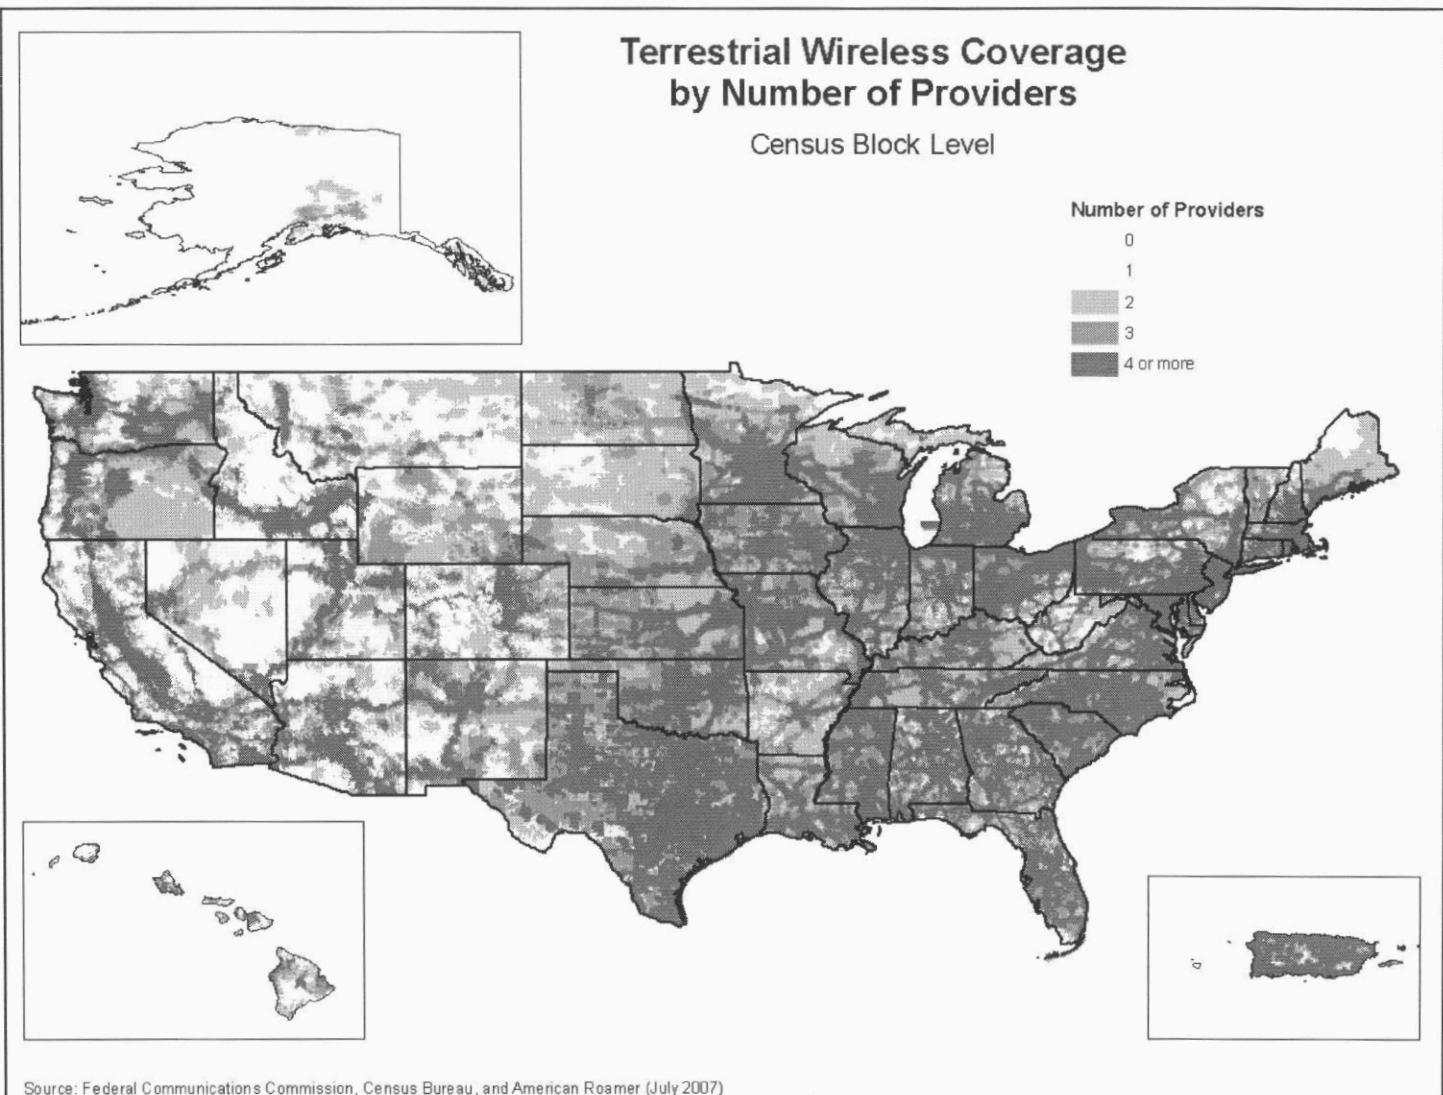 Terrestrial Wireless Coverage
by Number of Providers
Census Block Level
Number of Providers
0
1
2
3
4 or more
Source: Federal Communications Commission, Census Bureau, and American Roamer (July 2007)